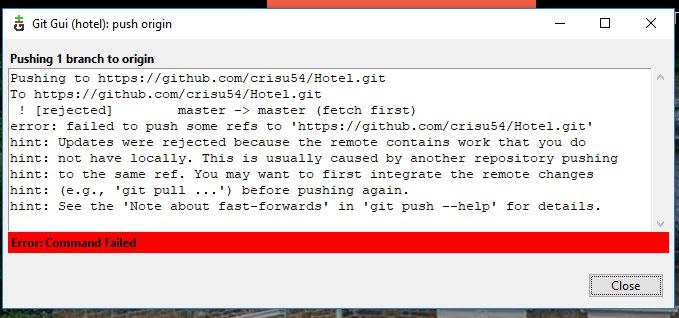 Git Gui (hotel): push origin
Pushing 1 branch to origin
Pushing to https://github.com/crisu54/Hotel.git
To https://github.com/crisu54/Hotel.git
 ! [rejected]        master -> master (fetch first)
error: failed to push some refs to 'https://github.com/crisu54/Hotel.git'
hint: Updates were rejected because the remote contains work that you do
hint: not have locally. This is usually caused by another repository pushing
hint: to the same ref. You may want to first integrate the remote changes
hint: (e.g., 'git pull ...') before pushing again.
hint: See the 'Note about fast-forwards' in 'git push --help' for details.
Error: Command Failed
Close